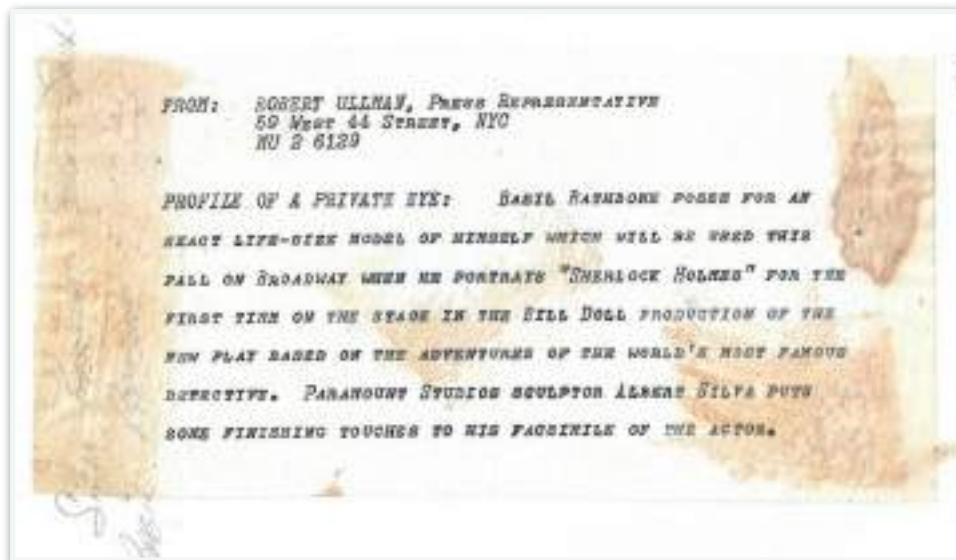 FROM: ROBERT ULLMAN, PRESS REPRESENTATIVE
59 WEST 44 STREET, NYC
MU 2 6129
PROFILE OF A PRIVATE EYE: BASIL RATHBONE POSES FOR AN
EXACT LIFE-SIZE MODEL OF HIMSELF WHICH WILL BE USED THIS
FALL ON BROADWAY WHEN HE PORTRAYS "SHERLOCK HOLMES" FOR THE
FIRST TIME ON THE STAGE IN THE BILL DOLL PRODUCTION OF THE
NEW PLAY BASED ON THE ADVENTURES OF THE WORLD'S MOST FAMOUS
DETECTIVE. PARAMOUNT STUDIOS SCULPTOR ALBERT SILVA PUTS
SOME FINISHING TOUCHES TO HIS FACSIMILE OF THE ACTOR.